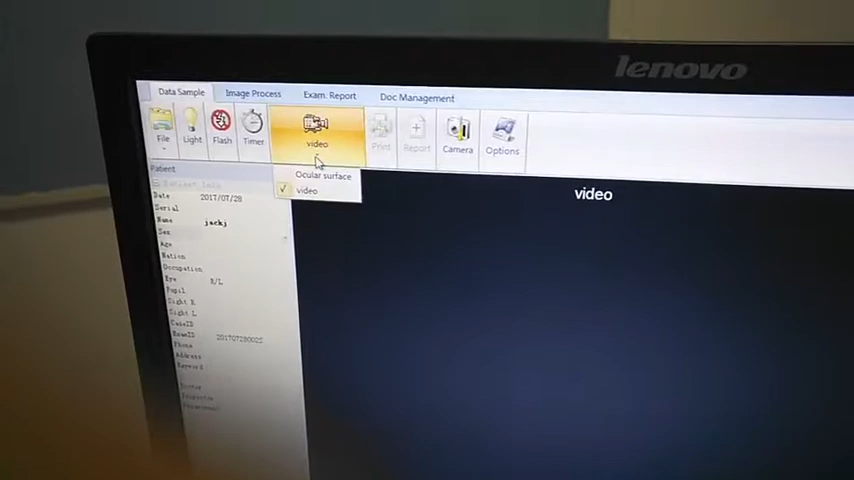 lenovo
Data Sample Image Process Exam. Report Doc Management
File Light Flash Timer video Print Report Camera Options
Patient
Ocular surface
video
video
Date 2017/07/28
Serial
Name jackj
Sex
Age
Nation
Occupation
Eye R/L
Pupil
Sight R
Sight L
CaseID
ExamID
Phone
Address
Keyword